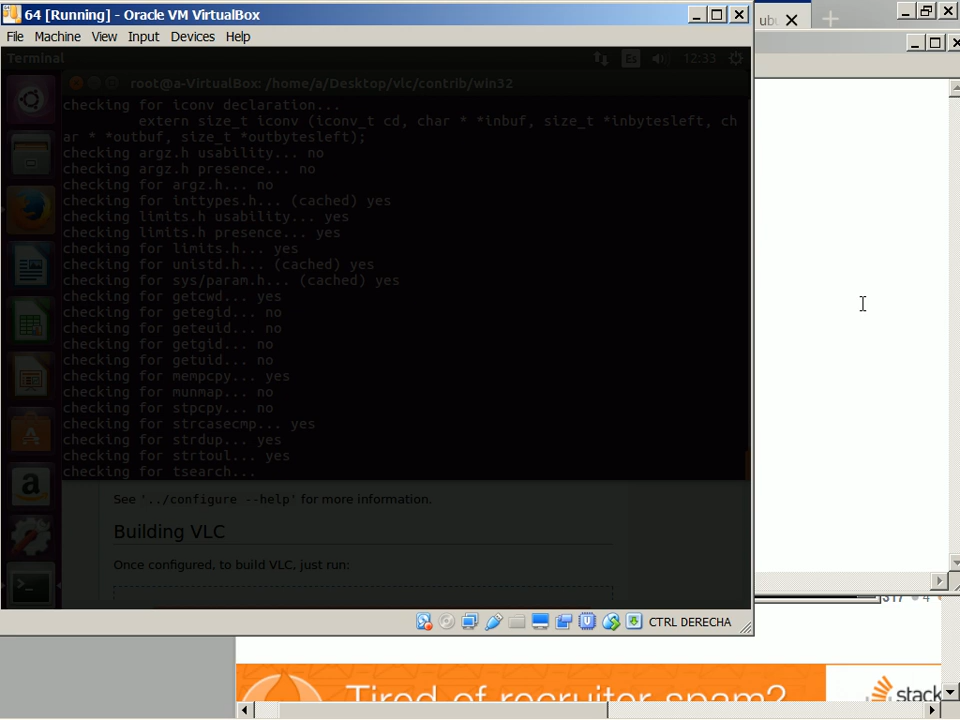 64 [Running] - Oracle VM VirtualBox
ubu
File Machine View Input Devices Help
Terminal
Es
12:33
root@a-VirtualBox: /home/a/Desktop/vlc/contrib/win32
checking for iconv declaration...
extern size_t iconv (iconv_t cd, char * *inbuf, size_t *inbytesleft, ch
ar * *outbuf, size_t *outbytesleft);
checking argz.h usability... no
checking argz.h presence... no
checking for argz.h... no
checking for inttypes.h... (cached) yes
checking limits.h usability... yes
checking limits.h presence... yes
checking for limits.h... yes
checking for unistd.h... (cached) yes
checking for sys/param.h... (cached) yes
checking for getcwd... yes
checking for getegid... no
checking for geteuid... no
checking for getgid... no
checking for getuid... no
checking for mempcpy... yes
checking for munmap... no
checking for stpcpy... no
checking for strcasecmp... yes
checking for strdup... yes
checking for strtoul... yes
checking for tsearch...
See '../configure --help' for more information.
Building VLC
Once configured, to build VLC, just run:
CTRL DERECHA
317 4
Tired of recruiter spam?
stack